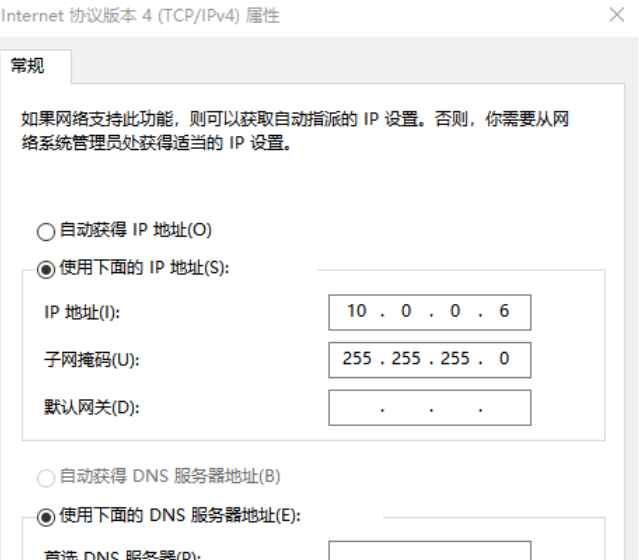 Internet 协议版本 4 (TCP/IPv4) 属性
常规
如果网络支持此功能，则可以获取自动指派的 IP 设置。否则，你需要从网
络系统管理员处获得适当的 IP 设置。
自动获得 IP 地址(O)
使用下面的 IP 地址(S):
IP 地址(I): 10 . 0 . 0 . 6
子网掩码(U): 255 . 255 . 255 . 0
默认网关(D): . . .
自动获得 DNS 服务器地址(B)
使用下面的 DNS 服务器地址(E):
首选 DNS 服务器(P):